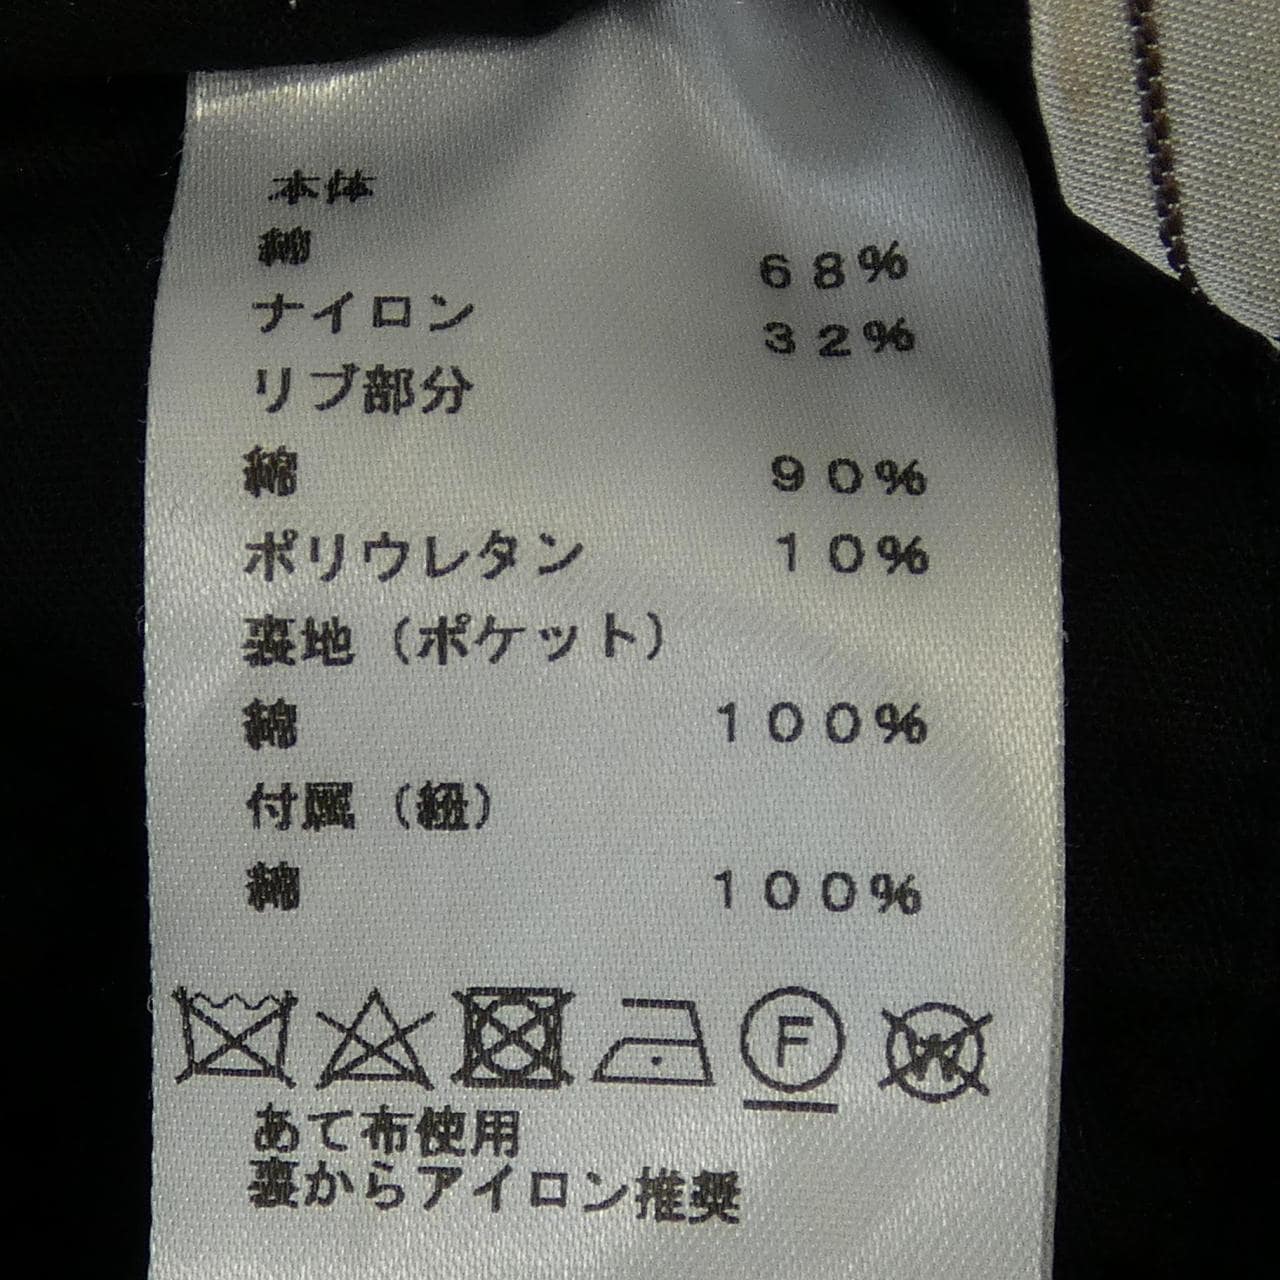 本体
綿 68%
ナイロン 32%
リブ部分
綿 90%
ポリウレタン 10%
裏地（ポケット）
綿 100%
付属（紐）
綿 100%
F W
あて布使用
裏からアイロン推奨